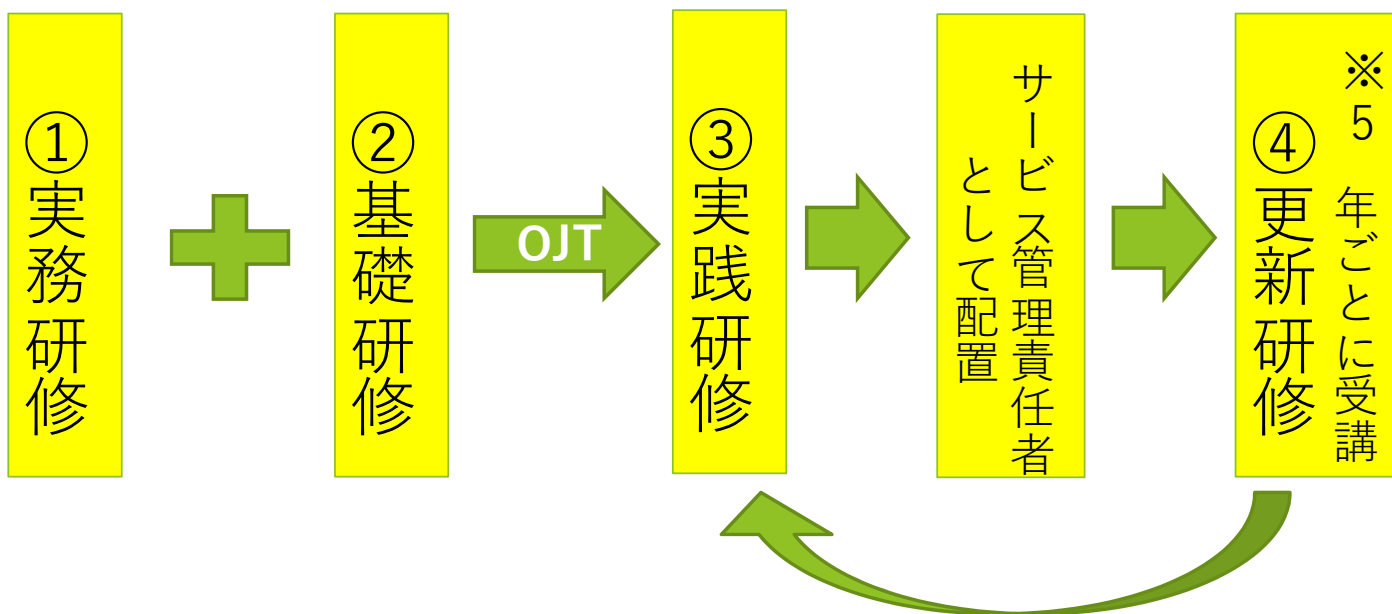 ①実務研修
②基礎研修
OJT
③実践研修
サービス管理責任者
として配置
※5 年ごとに受講
④更新研修